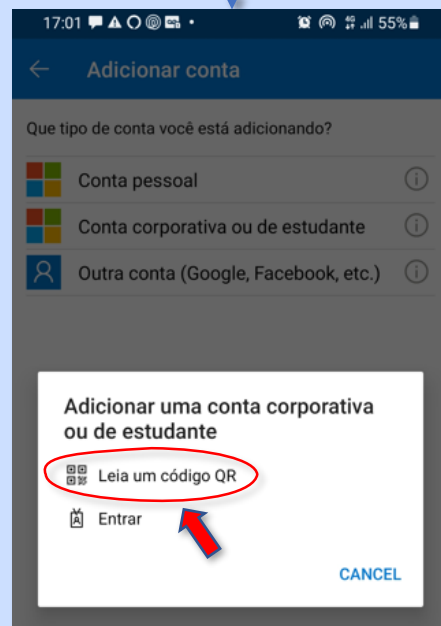 17:01 55%
Adicionar conta
Que tipo de conta você está adicionando?
Conta pessoal
Conta corporativa ou de estudante
Outra conta (Google, Facebook, etc.)
Adicionar uma conta corporativa
ou de estudante
Leia um código QR
Entrar
CANCEL